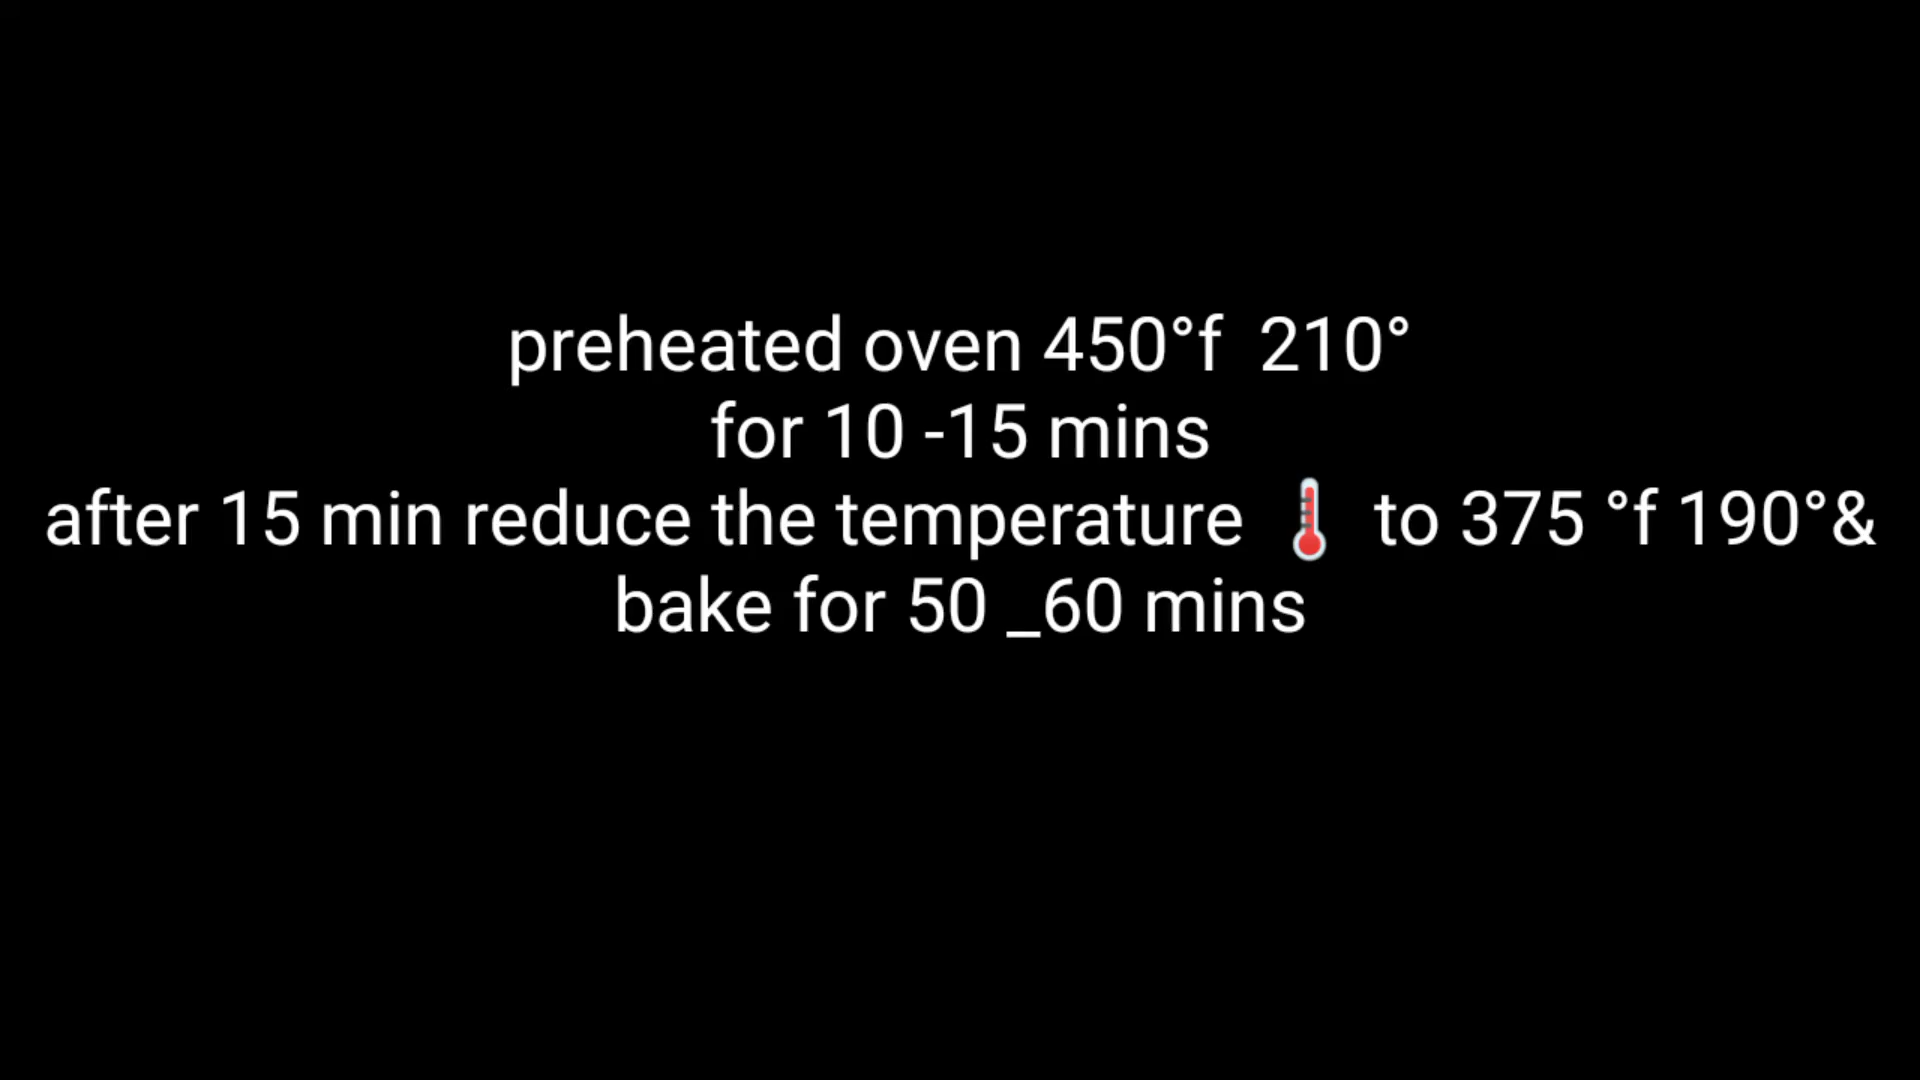 preheated oven 450°f  210°
for 10 -15 mins
after 15 min reduce the temperature 🌡️ to 375 °f 190°&
bake for 50 _60 mins